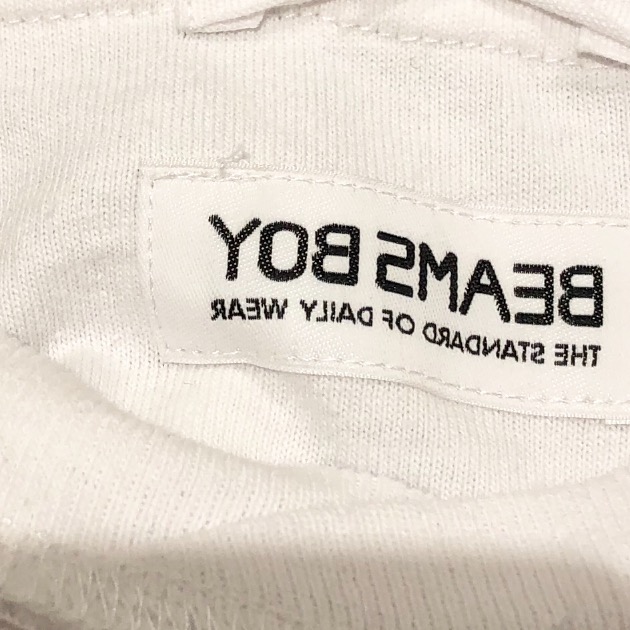 BEAMS BOY
THE STANDARD OF DAILY WEAR